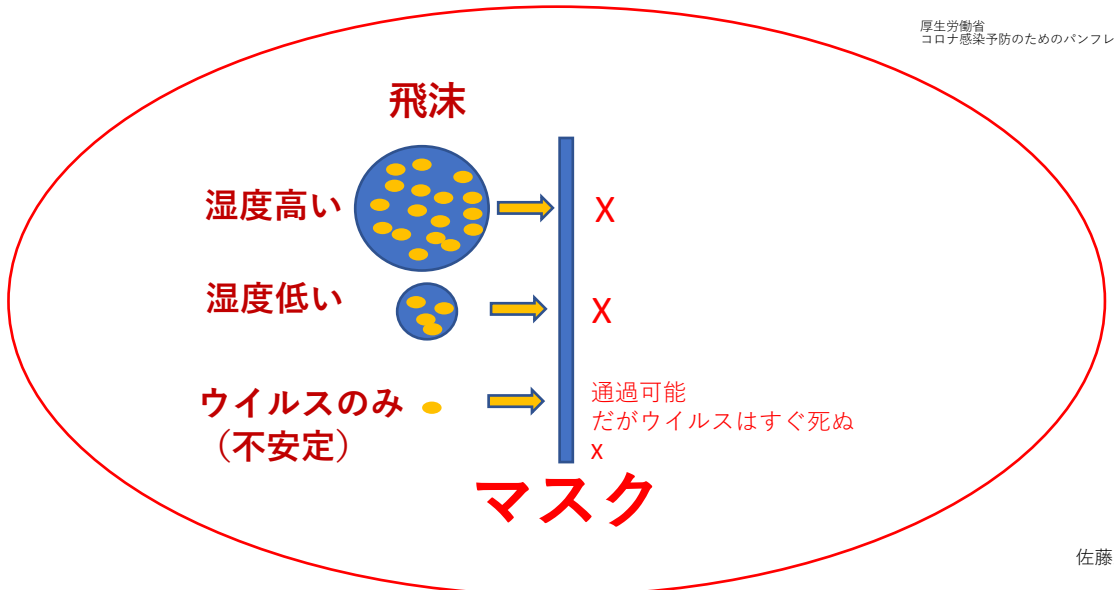 厚生労働省
コロナ感染予防のためのパンフレ
飛沫
湿度高い
X
湿度低い
X
ウイルスのみ
（不安定）
通過可能
だがウイルスはすぐ死ぬ
x
マスク
佐藤